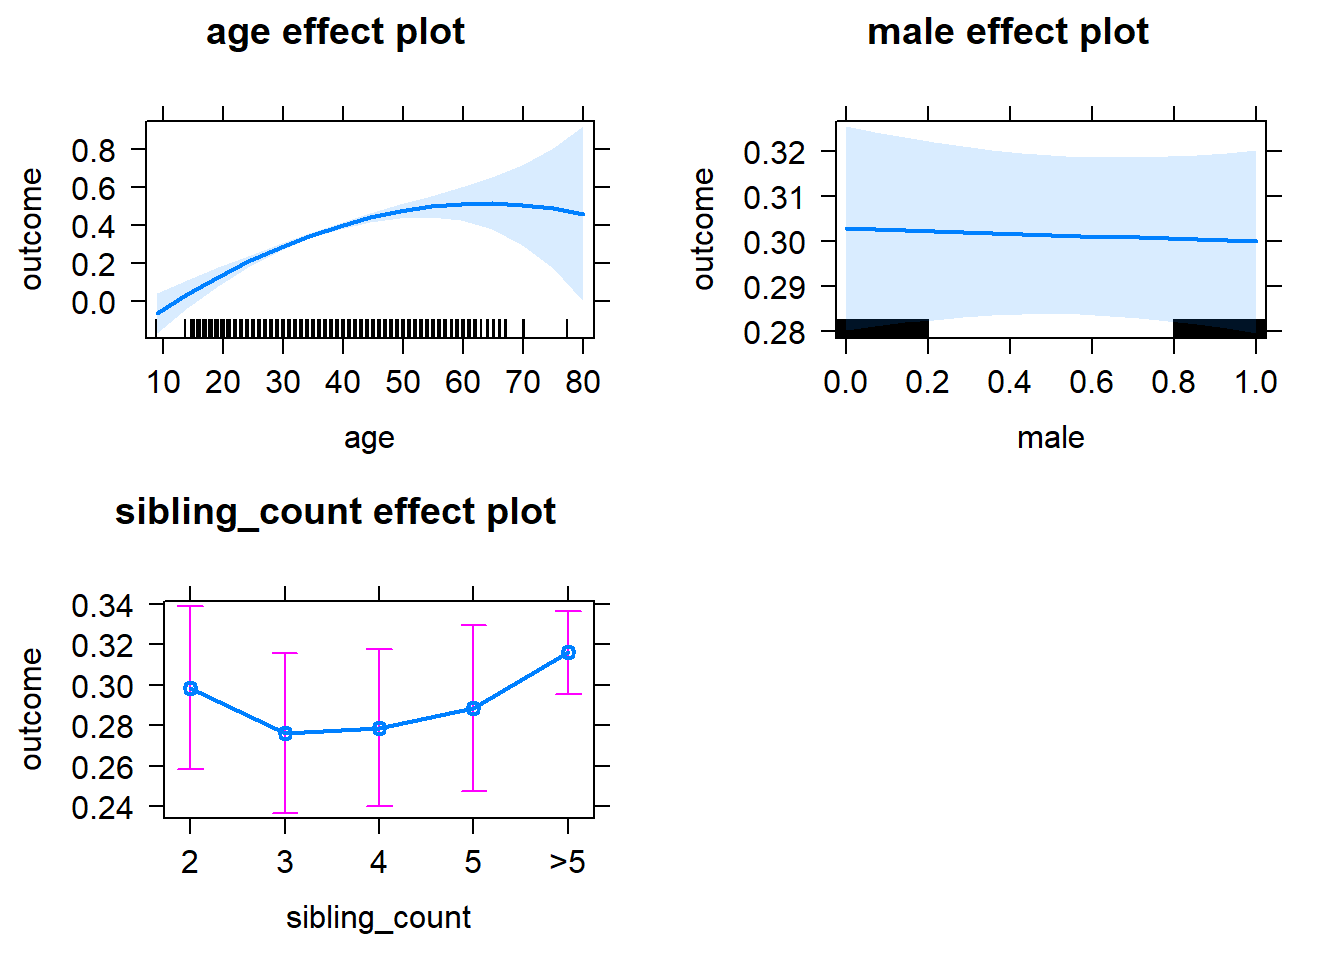 age effect plot
outcome
0.8
0.6
0.4
0.2
0.0
10 20 30 40 50 60 70 80
age
male effect plot
outcome
0.32
0.31
0.30
0.29
0.28
0.0 0.2 0.4 0.6 0.8 1.0
male
sibling_count effect plot
outcome
0.34
0.32
0.30
0.28
0.26
0.24
2 3 4 5 >5
sibling_count